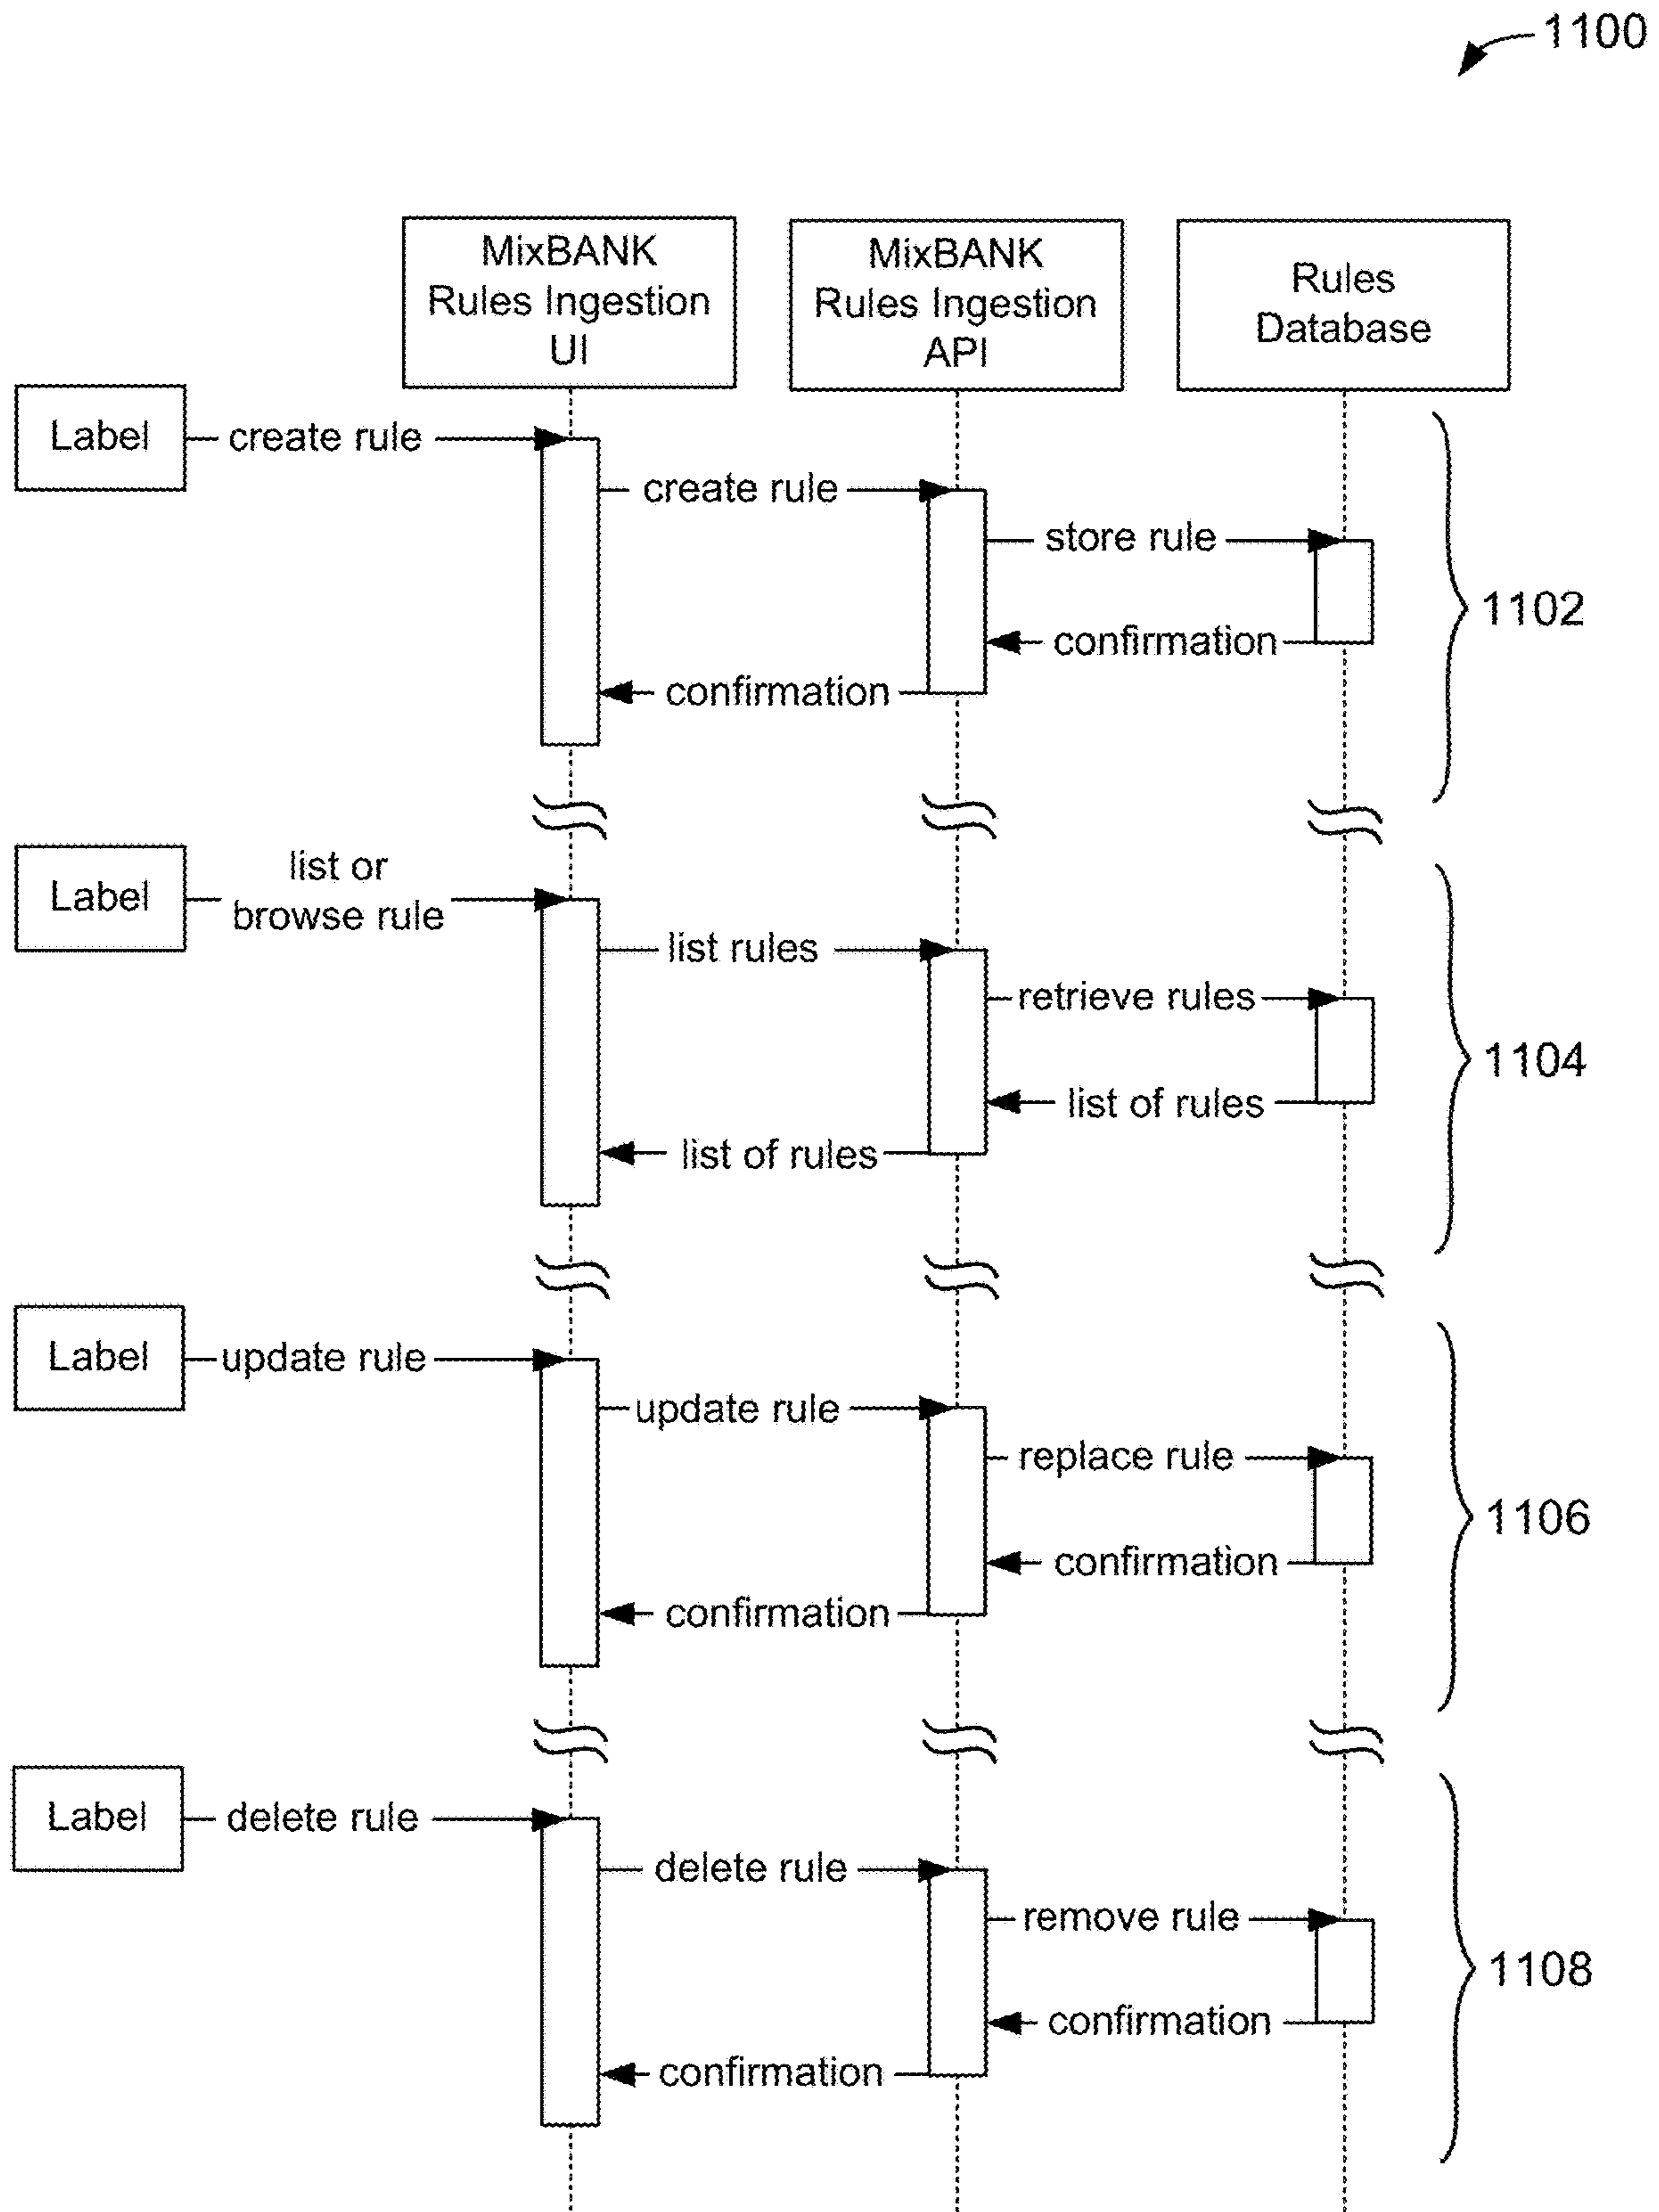 1100
MixBANK
Rules Ingestion
UI
MixBANK
Rules Ingestion
API
Rules
Database
Label
create rule
create rule
store rule
confirmation
confirmation
1102
Label
list or
browse rule
list rules
retrieve rules
list of rules
list of rules
1104
Label
update rule
update rule
replace rule
confirmation
confirmation
1106
Label
delete rule
delete rule
remove rule
confirmation
confirmation
1108